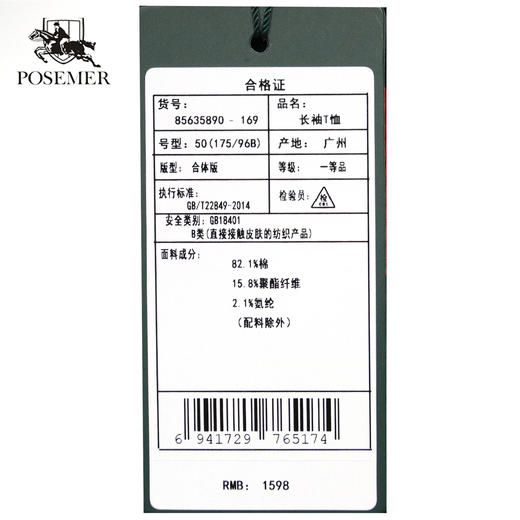 POSEMER
合格证
货号: 品名:
85635890 - 169 长袖T恤
号型: 50(175/96B) 产地: 广州
版型: 合体版 等级: 一等品
执行标准: 检验员: 检
GB/T22849-2014
安全类别: GB18401
B类(直接接触皮肤的纺织产品)
面料成分:
82.1%棉
15.8%聚酯纤维
2.1%氨纶
(配料除外)
6 941729 765174
RMB: 1598